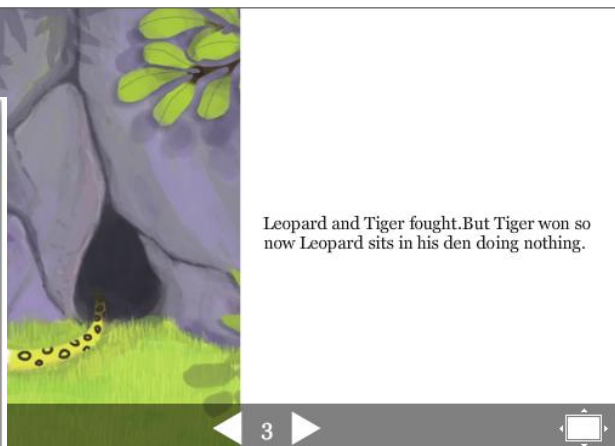 Leopard and Tiger fought.But Tiger won so
now Leopard sits in his den doing nothing.
3